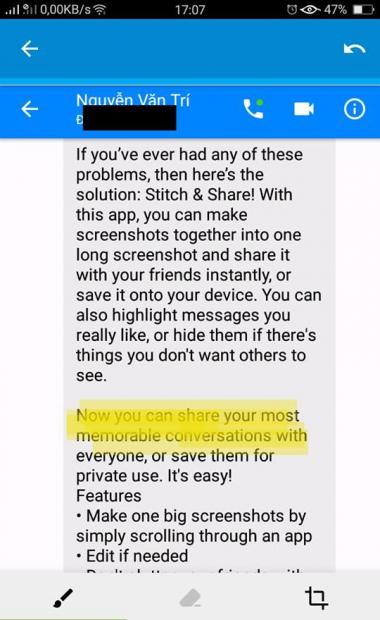 0,00KB/s 17:07 47%
Nguyễn Văn Trí
Đ
If you've ever had any of these
problems, then here's the
solution: Stitch & Share! With
this app, you can make
screenshots together into one
long screenshot and share it
with your friends instantly, or
save it onto your device. You can
also highlight messages you
really like, or hide them if there's
things you don't want others to
see.
Now you can share your most
memorable conversations with
everyone, or save them for
private use. It's easy!
Features
• Make one big screenshots by
simply scrolling through an app
• Edit if needed